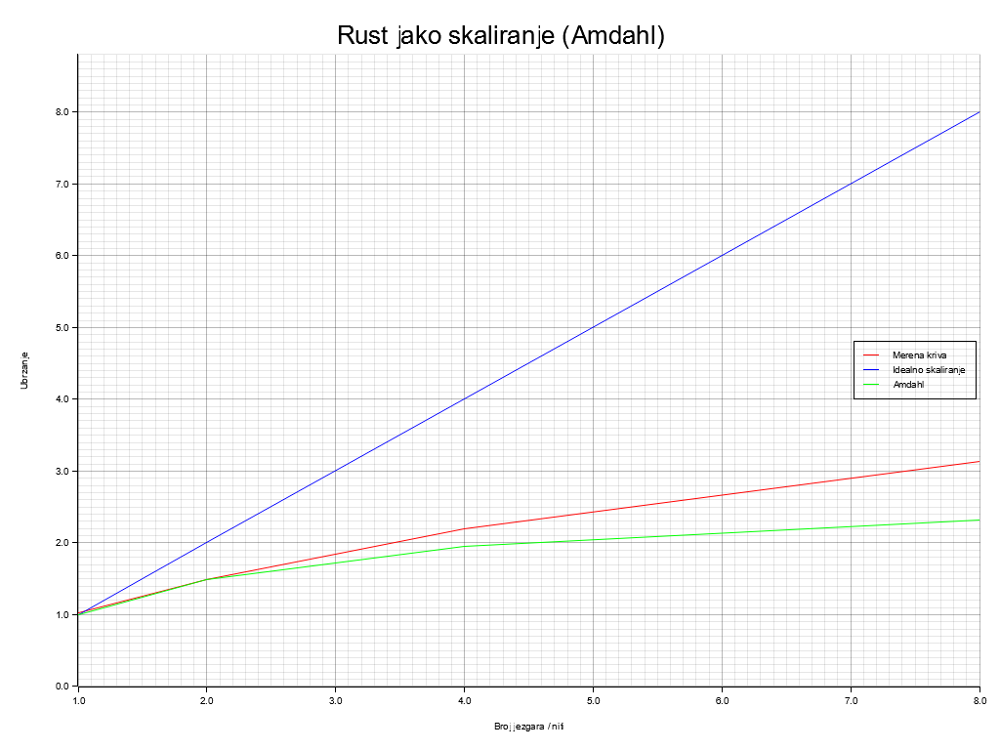 Rust jako skaliranje (Amdahl)
8.0
7.0
6.0
5.0
4.0
3.0
2.0
1.0
0.0
Ubrzanje
Merena kriva
Idealno skaliranje
Amdahl
1.0 2.0 3.0 4.0 5.0 6.0 7.0 8.0
Broj jezgara / niti